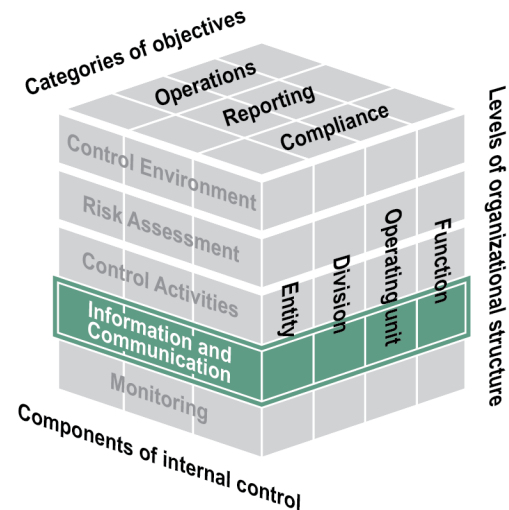 Categories of objectives
Operations
Reporting
Compliance
Levels of organizational structure
Control Environment
Risk Assessment
Control Activities
Information and
Communication
Monitoring
Entity
Division
Operating unit
Function
Components of internal control